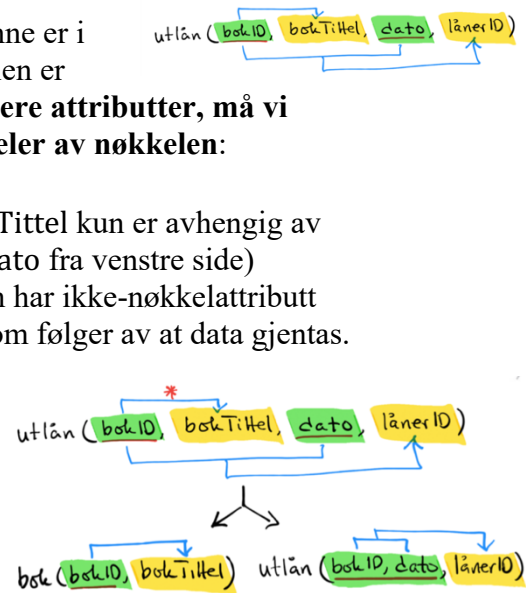 nne er i
utlån (bokID, bokTittel, dato, lånerID)
en er
ere attributter, må vi
eler av nøkkelen:
Tittel kun er avhengig av
ato fra venstre side)
n har ikke-nøkkelattributt
om følger av at data gjentas.
*
utlån (bokID, bokTittel, dato, lånerID)
bok (bokID, bokTittel) utlån (bokID, dato, lånerID)